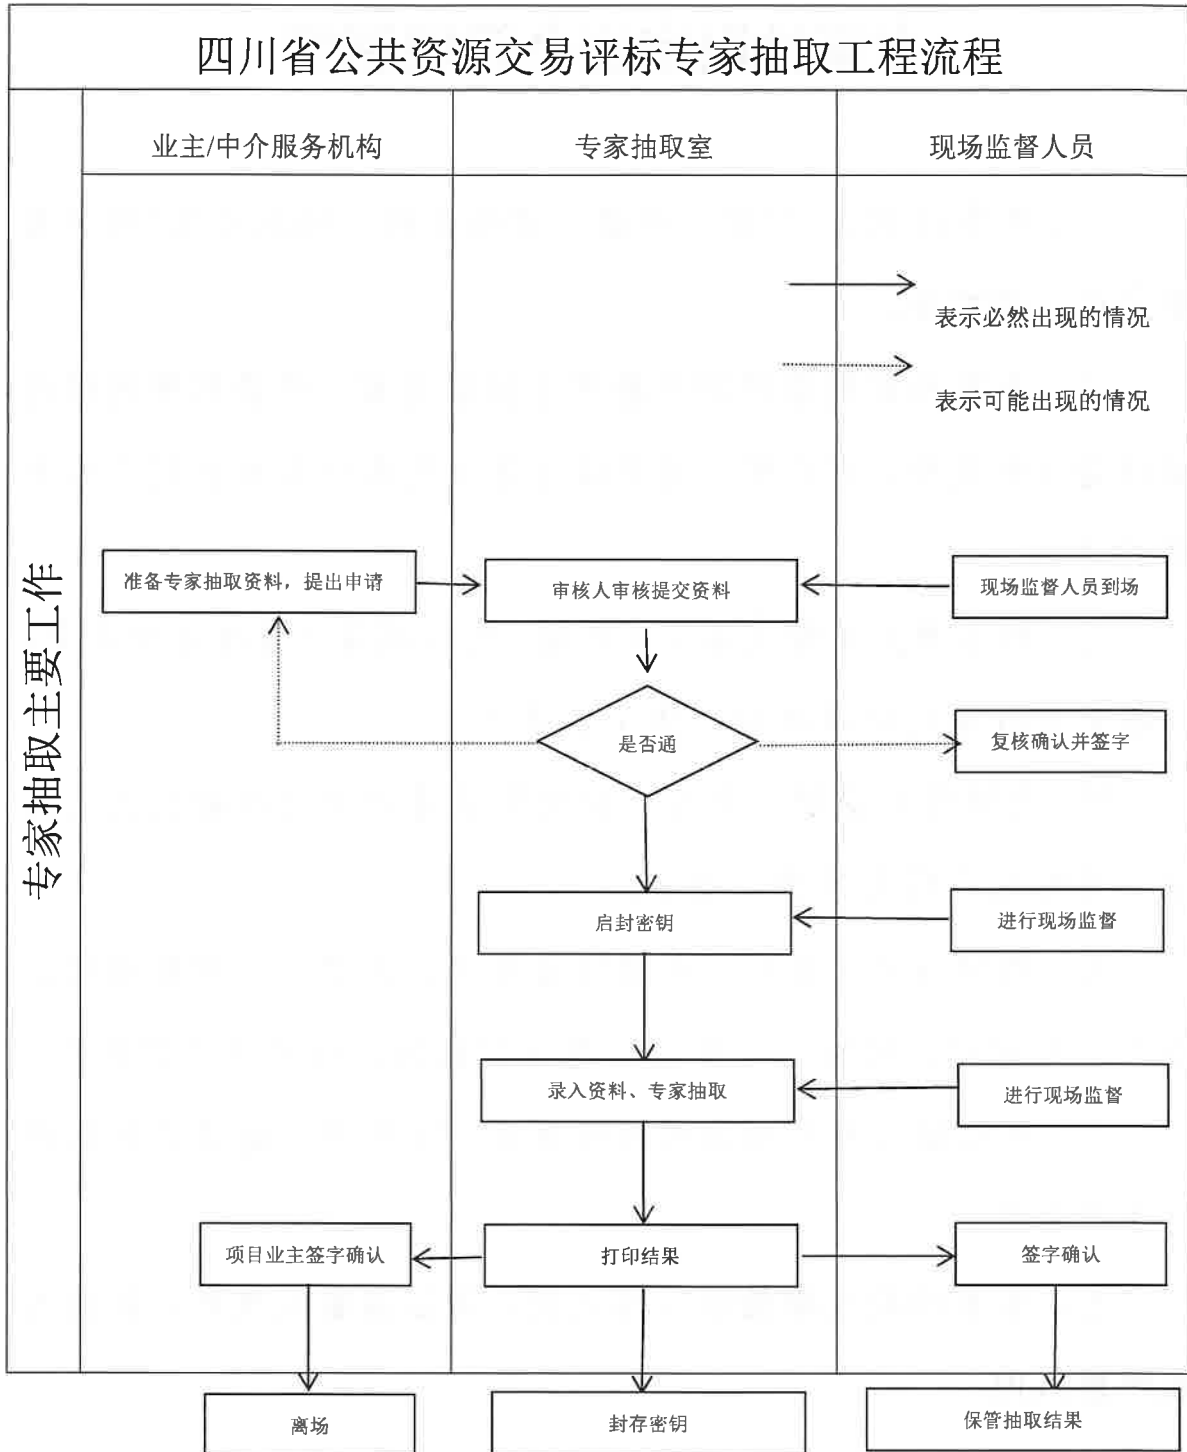 四川省公共资源交易评标专家抽取工程流程
业主/中介服务机构
专家抽取室
现场监督人员
表示必然出现的情况
表示可能出现的情况
专家抽取主要工作
准备专家抽取资料，提出申请
审核人审核提交资料
现场监督人员到场
是否通
复核确认并签字
启封密钥
进行现场监督
录入资料、专家抽取
进行现场监督
项目业主签字确认
打印结果
签字确认
离场
封存密钥
保管抽取结果